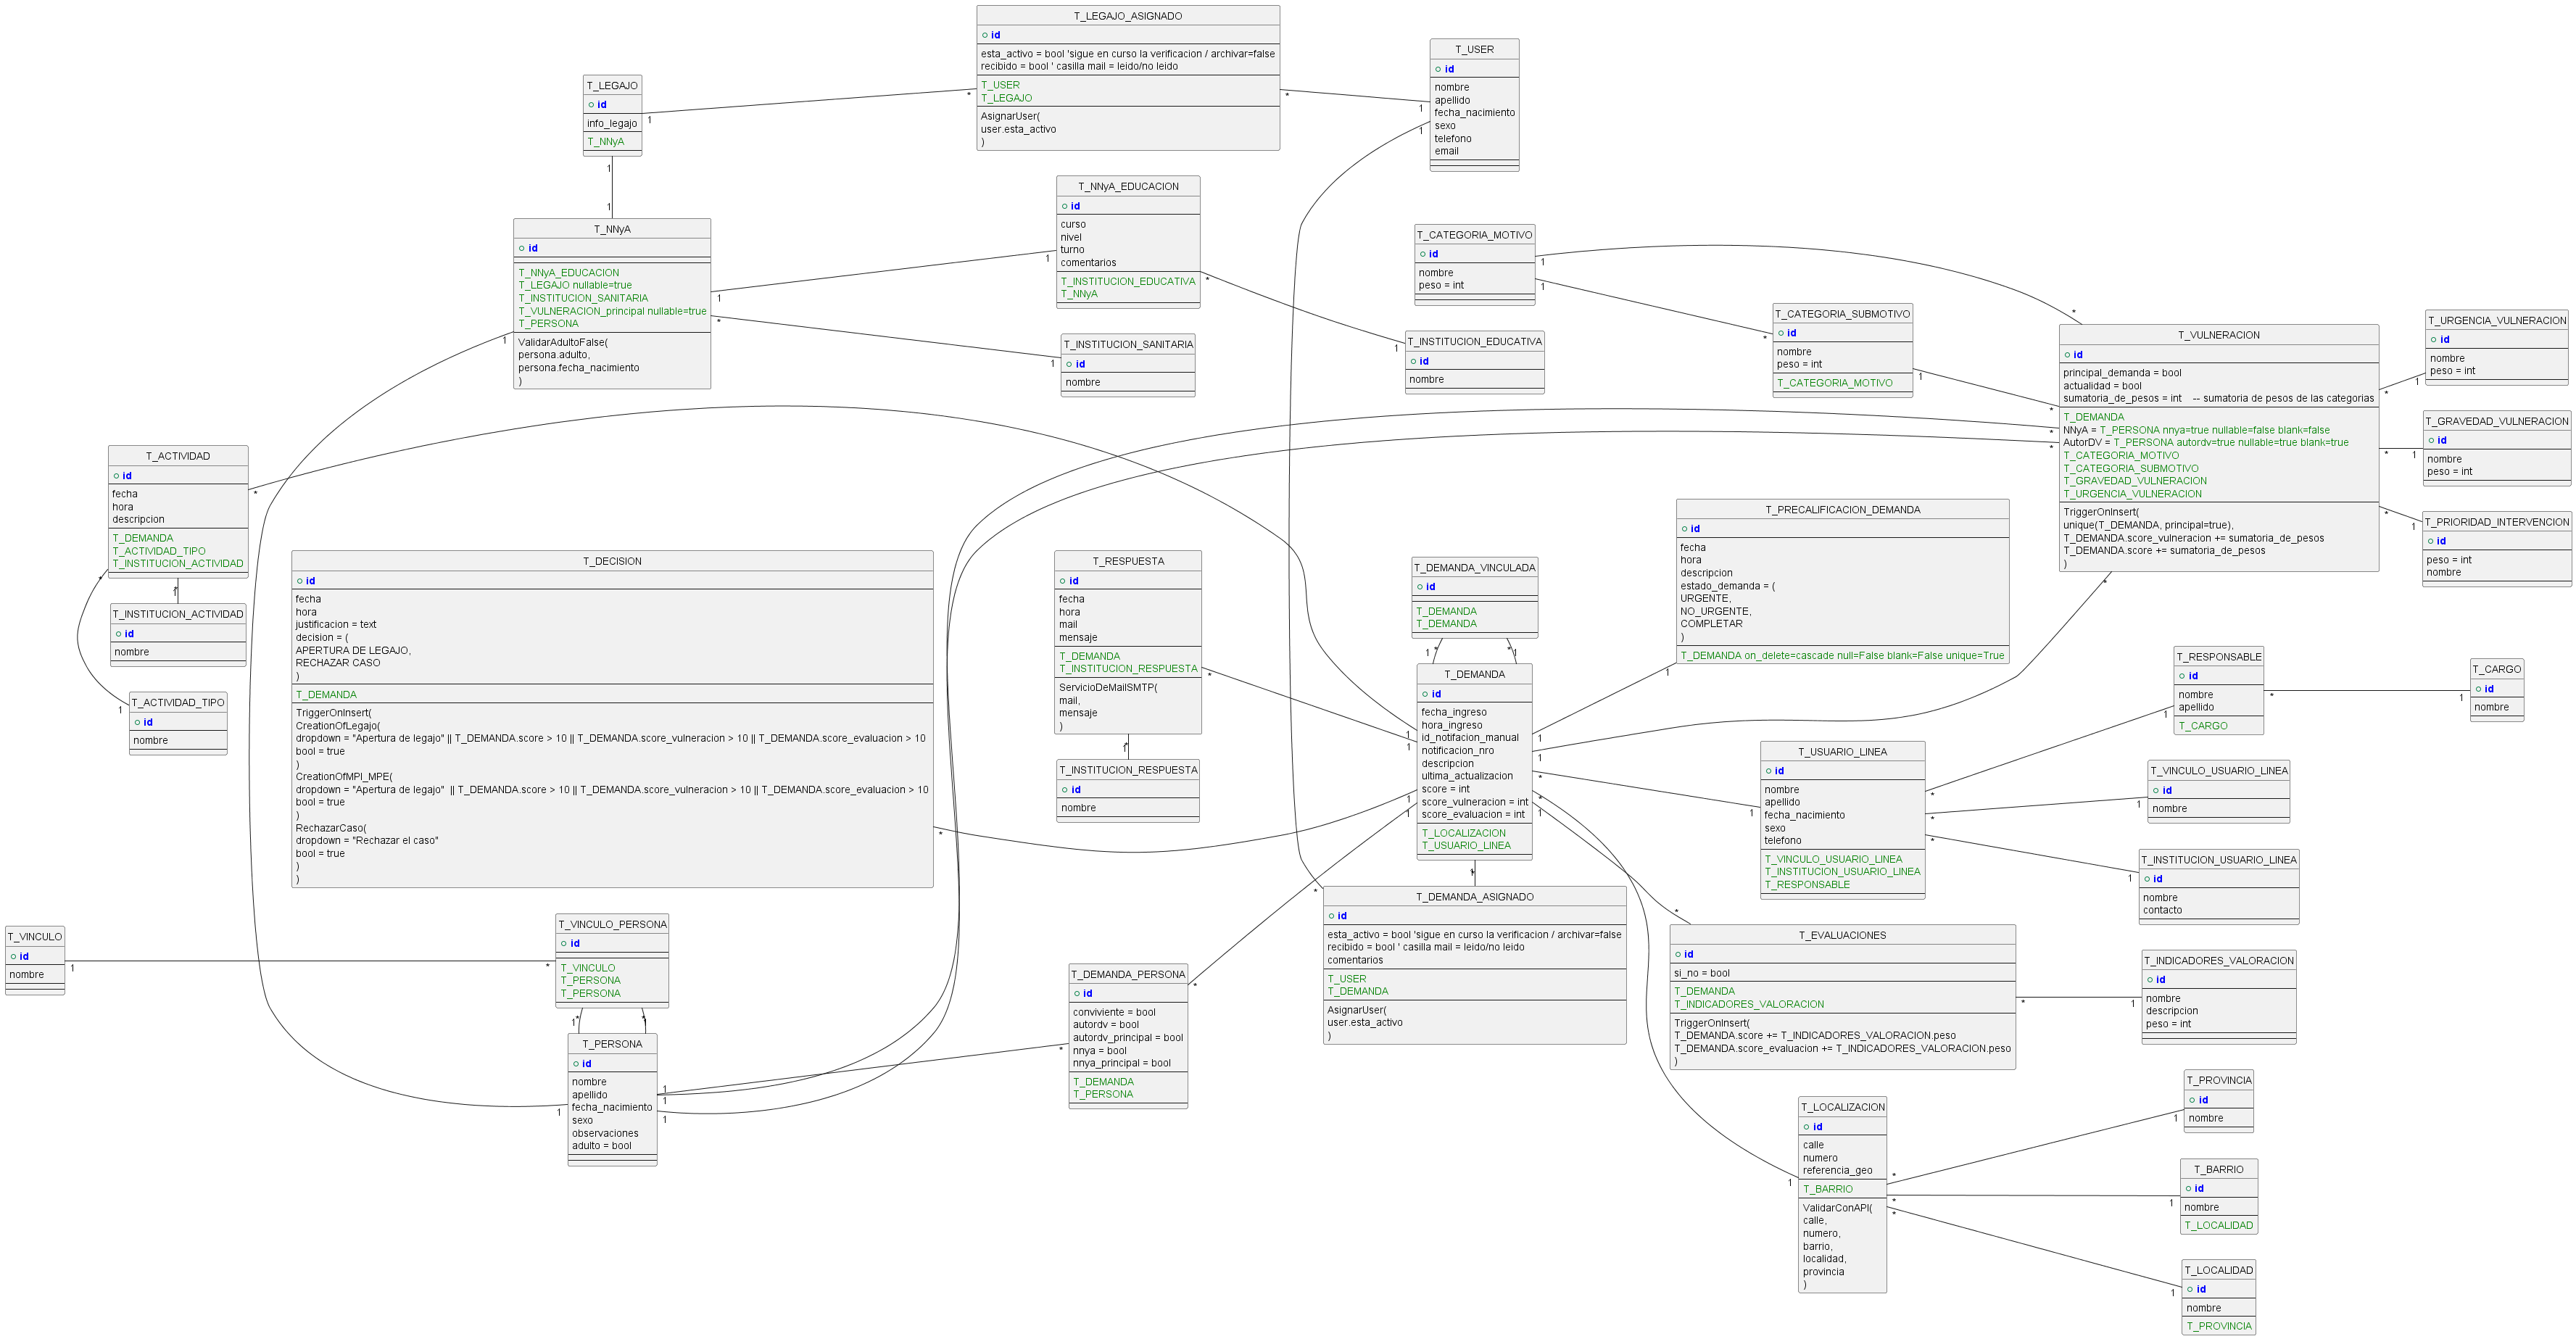 T_LEGAJO_ASIGNADO
id
esta_activo = bool 'sigue en curso la verificacion / archivar=false
recibido = bool ' casilla mail = leido/no leido
T_USER
T_LEGAJO
AsignarUser(
user.esta_activo
)
T_USER
id
nombre
apellido
fecha_nacimiento
sexo
telefono
email
T_LEGAJO
id
info_legajo
T_NNyA
T_NNyA_EDUCACION
id
curso
nivel
turno
comentarios
T_INSTITUCION_EDUCATIVA
T_NNyA
T_NNyA
id
T_NNyA_EDUCACION
T_LEGAJO nullable=true
T_INSTITUCION_SANITARIA
T_VULNERACION_principal nullable=true
T_PERSONA
ValidarAdultoFalse(
persona.adulto,
persona.fecha_nacimiento
)
T_CATEGORIA_MOTIVO
id
nombre
peso = int
T_CATEGORIA_SUBMOTIVO
id
nombre
peso = int
T_CATEGORIA_MOTIVO
T_INSTITUCION_SANITARIA
id
nombre
T_INSTITUCION_EDUCATIVA
id
nombre
T_VULNERACION
id
principal_demanda = bool
actualidad = bool
sumatoria_de_pesos = int    -- sumatoria de pesos de las categorias
T_DEMANDA
NNyA = T_PERSONA nnya=true nullable=false blank=false
AutorDV = T_PERSONA autordv=true nullable=true blank=true
T_CATEGORIA_MOTIVO
T_CATEGORIA_SUBMOTIVO
T_GRAVEDAD_VULNERACION
T_URGENCIA_VULNERACION
TriggerOnInsert(
unique(T_DEMANDA, principal=true),
T_DEMANDA.score_vulneracion += sumatoria_de_pesos
T_DEMANDA.score += sumatoria_de_pesos
)
T_URGENCIA_VULNERACION
id
nombre
peso = int
T_GRAVEDAD_VULNERACION
id
nombre
peso = int
T_PRIORIDAD_INTERVENCION
id
peso = int
nombre
T_ACTIVIDAD
id
fecha
hora
descripcion
T_DEMANDA
T_ACTIVIDAD_TIPO
T_INSTITUCION_ACTIVIDAD
T_INSTITUCION_ACTIVIDAD
id
nombre
T_ACTIVIDAD_TIPO
id
nombre
T_DECISION
id
fecha
hora
justificacion = text
decision = (
APERTURA DE LEGAJO,
RECHAZAR CASO
)
T_DEMANDA
TriggerOnInsert(
CreationOfLegajo(
dropdown = "Apertura de legajo" || T_DEMANDA.score > 10 || T_DEMANDA.score_vulneracion > 10 || T_DEMANDA.score_evaluacion > 10
bool = true
)
CreationOfMPI_MPE(
dropdown = "Apertura de legajo"  || T_DEMANDA.score > 10 || T_DEMANDA.score_vulneracion > 10 || T_DEMANDA.score_evaluacion > 10
bool = true
)
RechazarCaso(
dropdown = "Rechazar el caso"
bool = true
)
)
T_RESPUESTA
id
fecha
hora
mail
mensaje
T_DEMANDA
T_INSTITUCION_RESPUESTA
ServicioDeMailSMTP(
mail,
mensaje
)
T_INSTITUCION_RESPUESTA
id
nombre
T_DEMANDA_VINCULADA
id
T_DEMANDA
T_DEMANDA
T_PRECALIFICACION_DEMANDA
id
fecha
hora
descripcion
estado_demanda = (
URGENTE,
NO_URGENTE,
COMPLETAR
)
T_DEMANDA on_delete=cascade null=False blank=False unique=True
T_DEMANDA
id
fecha_ingreso
hora_ingreso
id_notifacion_manual
notificacion_nro
descripcion
ultima_actualizacion
score = int
score_vulneracion = int
score_evaluacion = int
T_LOCALIZACION
T_USUARIO_LINEA
T_USUARIO_LINEA
id
nombre
apellido
fecha_nacimiento
sexo
telefono
T_VINCULO_USUARIO_LINEA
T_INSTITUCION_USUARIO_LINEA
T_RESPONSABLE
T_RESPONSABLE
id
nombre
apellido
T_CARGO
T_CARGO
id
nombre
T_VINCULO_USUARIO_LINEA
id
nombre
T_INSTITUCION_USUARIO_LINEA
id
nombre
contacto
T_VINCULO
id
nombre
T_VINCULO_PERSONA
id
T_VINCULO
T_PERSONA
T_PERSONA
T_PERSONA
id
nombre
apellido
fecha_nacimiento
sexo
observaciones
adulto = bool
T_DEMANDA_PERSONA
id
conviviente = bool
autordv = bool
autordv_principal = bool
nnya = bool
nnya_principal = bool
T_DEMANDA
T_PERSONA
T_DEMANDA_ASIGNADO
id
esta_activo = bool 'sigue en curso la verificacion / archivar=false
recibido = bool ' casilla mail = leido/no leido
comentarios
T_USER
T_DEMANDA
AsignarUser(
user.esta_activo
)
T_EVALUACIONES
id
si_no = bool
T_DEMANDA
T_INDICADORES_VALORACION
TriggerOnInsert(
T_DEMANDA.score += T_INDICADORES_VALORACION.peso
T_DEMANDA.score_evaluacion += T_INDICADORES_VALORACION.peso
)
T_INDICADORES_VALORACION
id
nombre
descripcion
peso = int
T_LOCALIZACION
id
calle
numero
referencia_geo
T_BARRIO
ValidarConAPI(
calle,
numero,
barrio,
localidad,
provincia
)
T_PROVINCIA
id
nombre
T_BARRIO
id
nombre
T_LOCALIDAD
T_LOCALIDAD
id
nombre
T_PROVINCIA